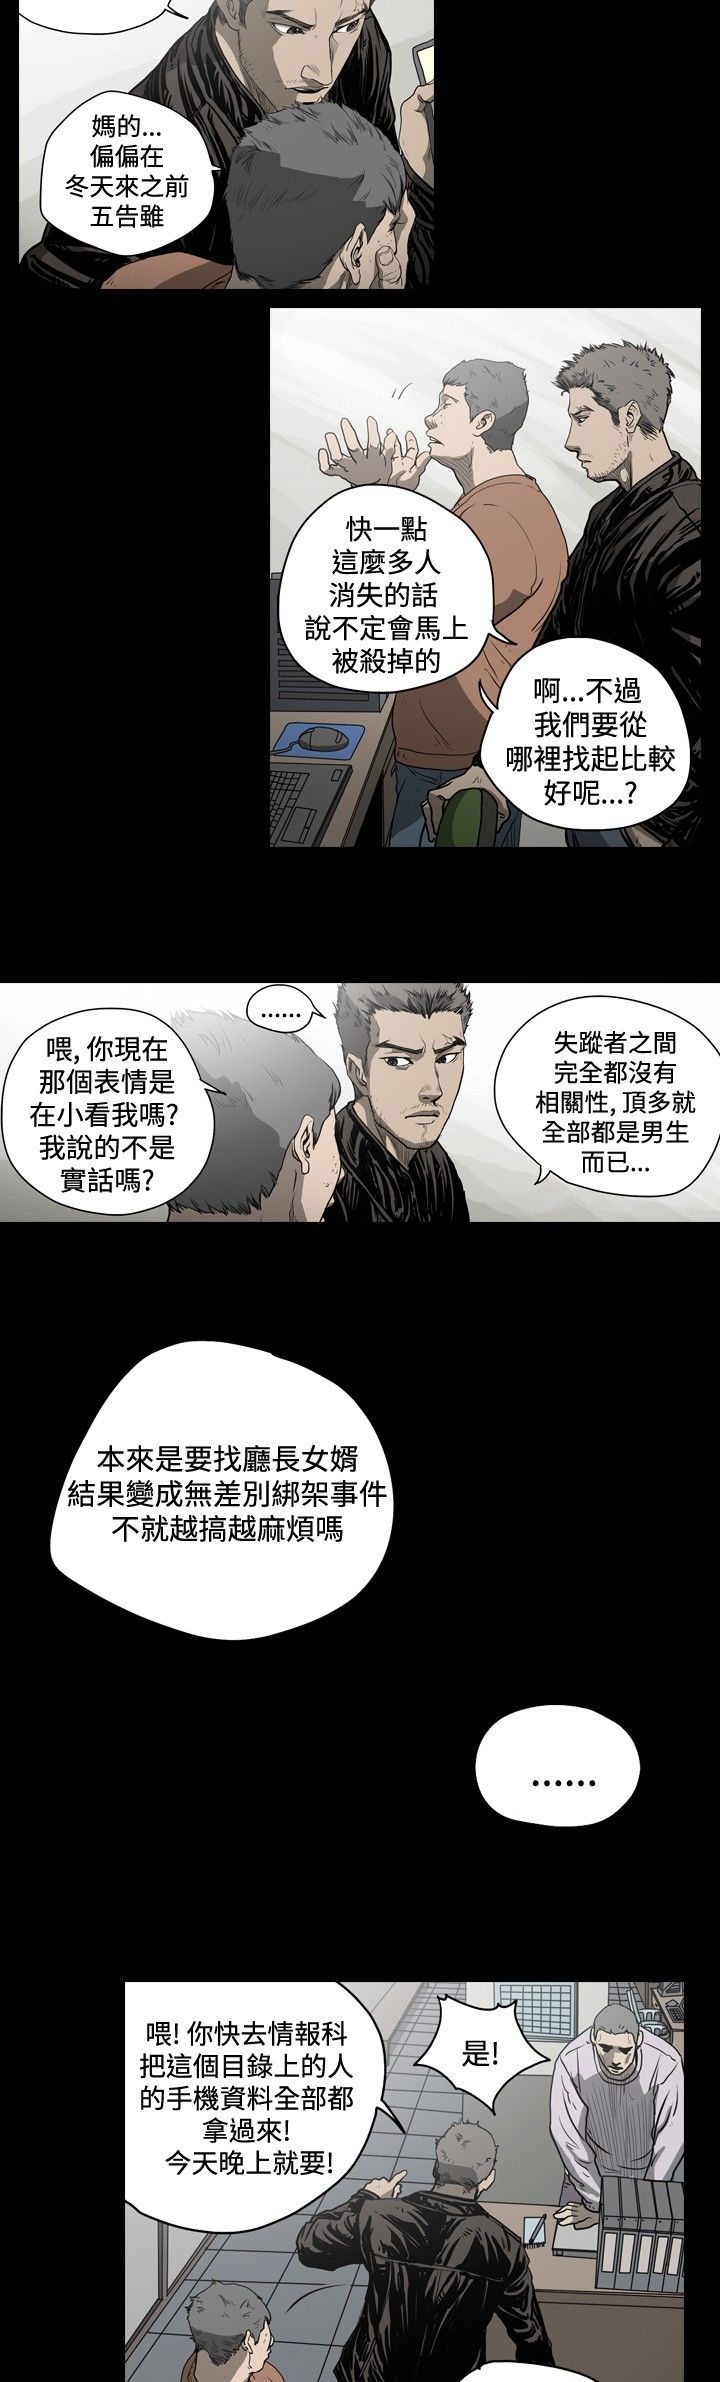 媽的...
偏偏在
冬天來之前
五告雖
快一點
這麼多人
消失的話
說不定會馬上
被殺掉的
啊...不過
我們要從
哪裡找起比較
好呢...?
喂, 你現在
那個表情是
在小看我嗎?
我說的不是
實話嗎?
......
失蹤者之間
完全都沒有
相關性, 頂多就
全部都是男生
而已...
本來是要找廳長女婿
結果變成無差別綁架事件
不就越搞越麻煩嗎
......
喂! 你快去情報科
把這個目錄上的人
的手機資料全部都
拿過來!
今天晚上就要!
是!